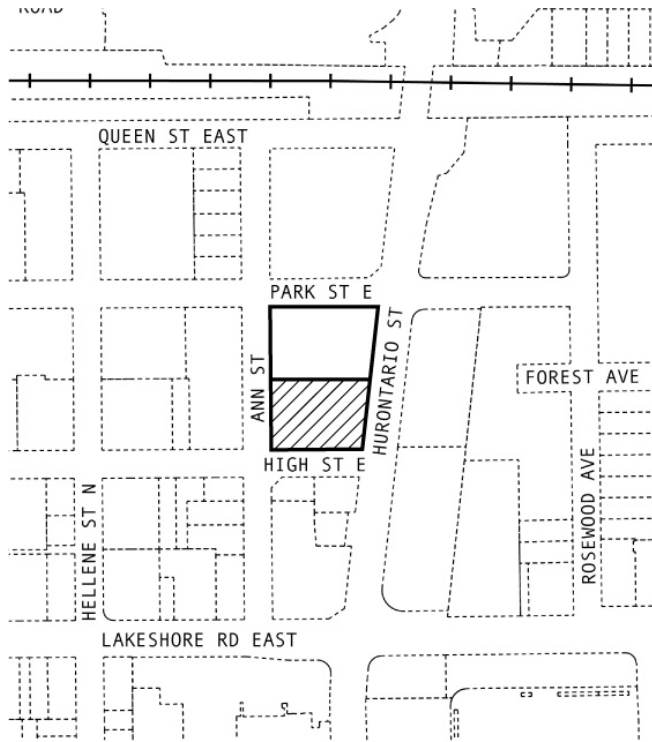 ROAD
QUEEN ST EAST
PARK ST E
ANN ST
HURONTARIO ST
FOREST AVE
HIGH ST E
HELLENE ST N
ROSEWOOD AVE
LAKESHORE RD EAST